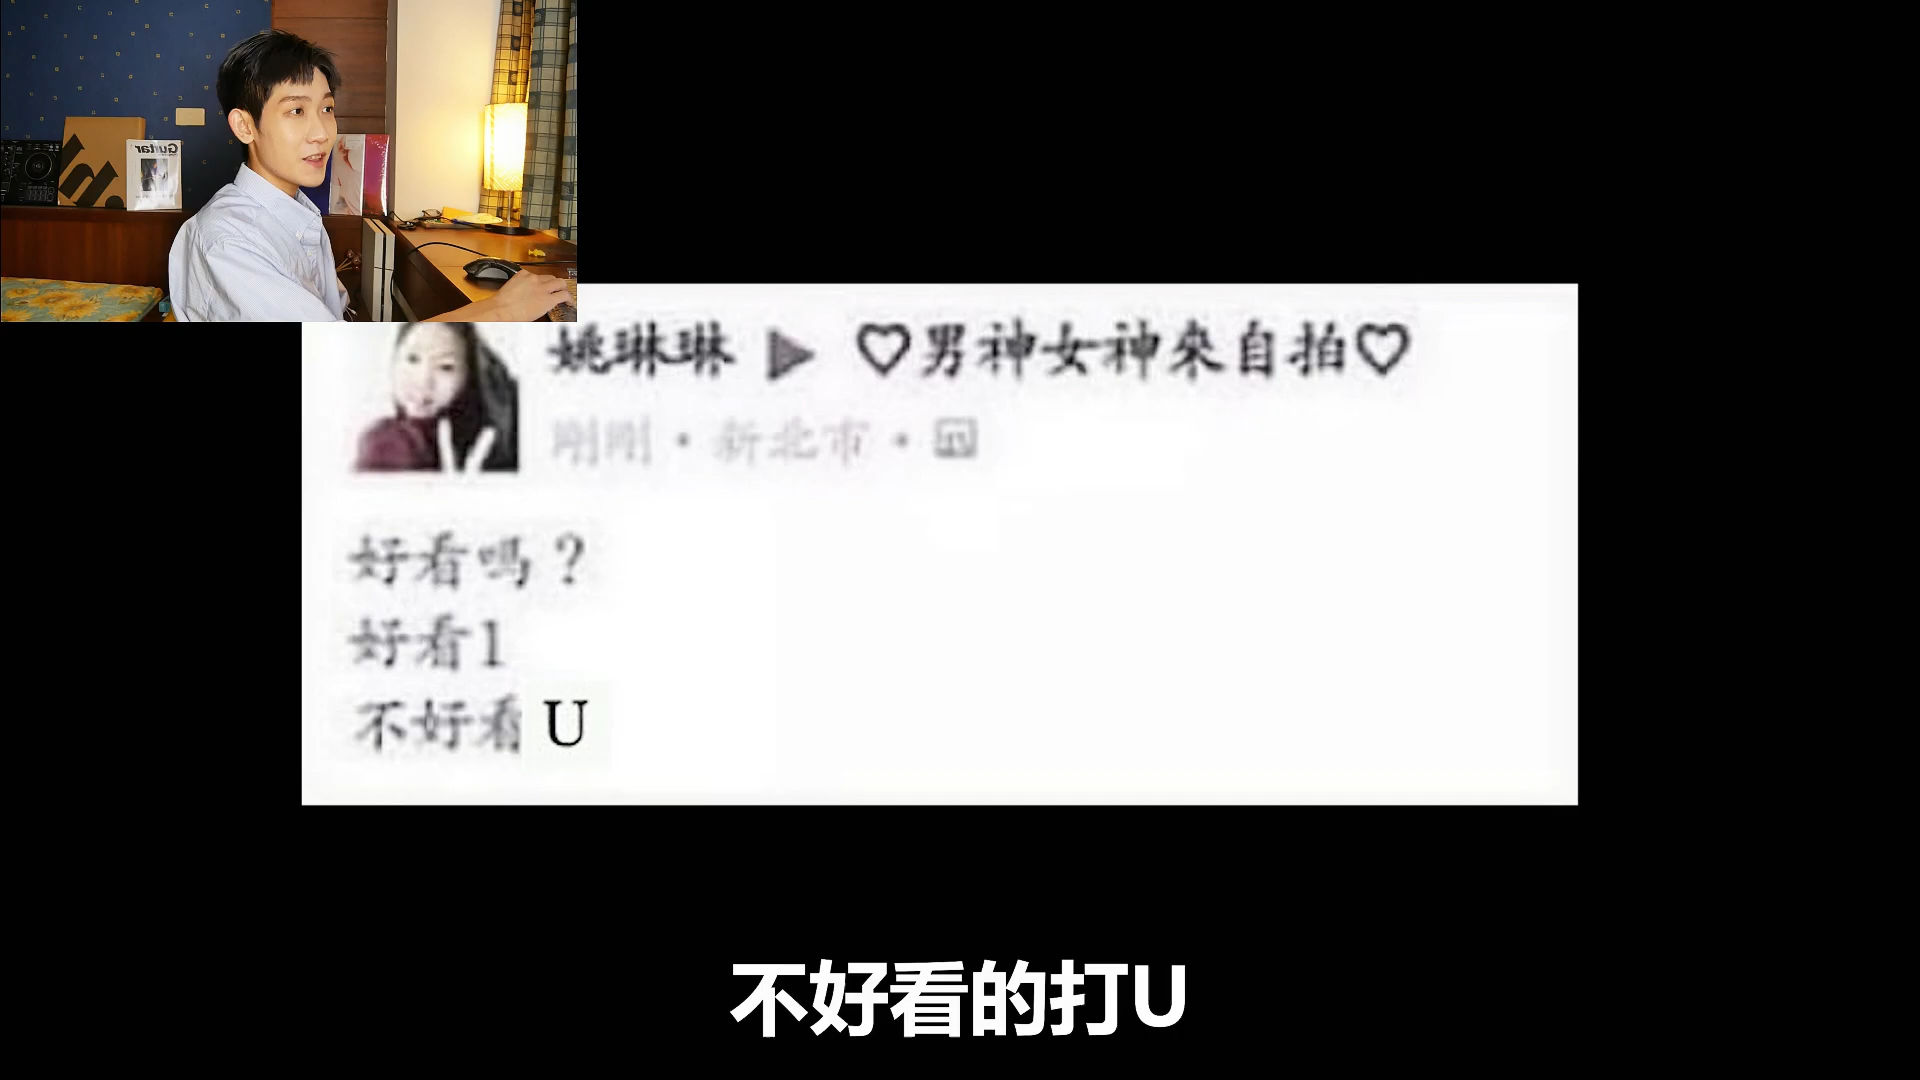 Guitar
姚琳琳 ▶ ♡男神女神來自拍♡
剛剛・新北市・
好看嗎？
好看1
不好看 U
不好看的打U